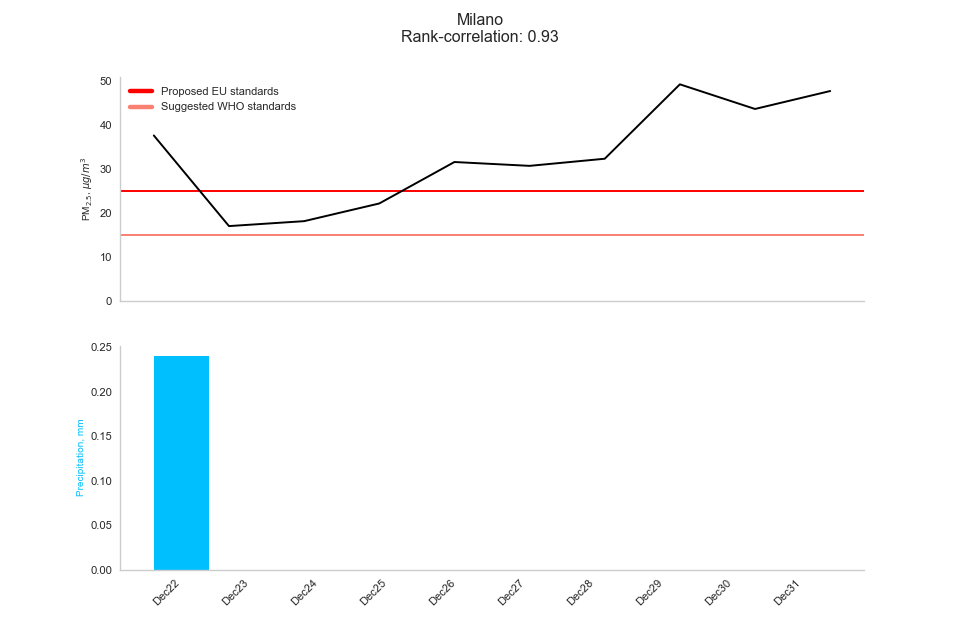 Milano
Rank-correlation: 0.93
50
40
30
20
10
0
PM2.5, μg/m³
Proposed EU standards
Suggested WHO standards
0.25
0.20
0.15
0.10
0.05
0.00
Precipitation, mm
Dec22
Dec23
Dec24
Dec25
Dec26
Dec27
Dec28
Dec29
Dec30
Dec31